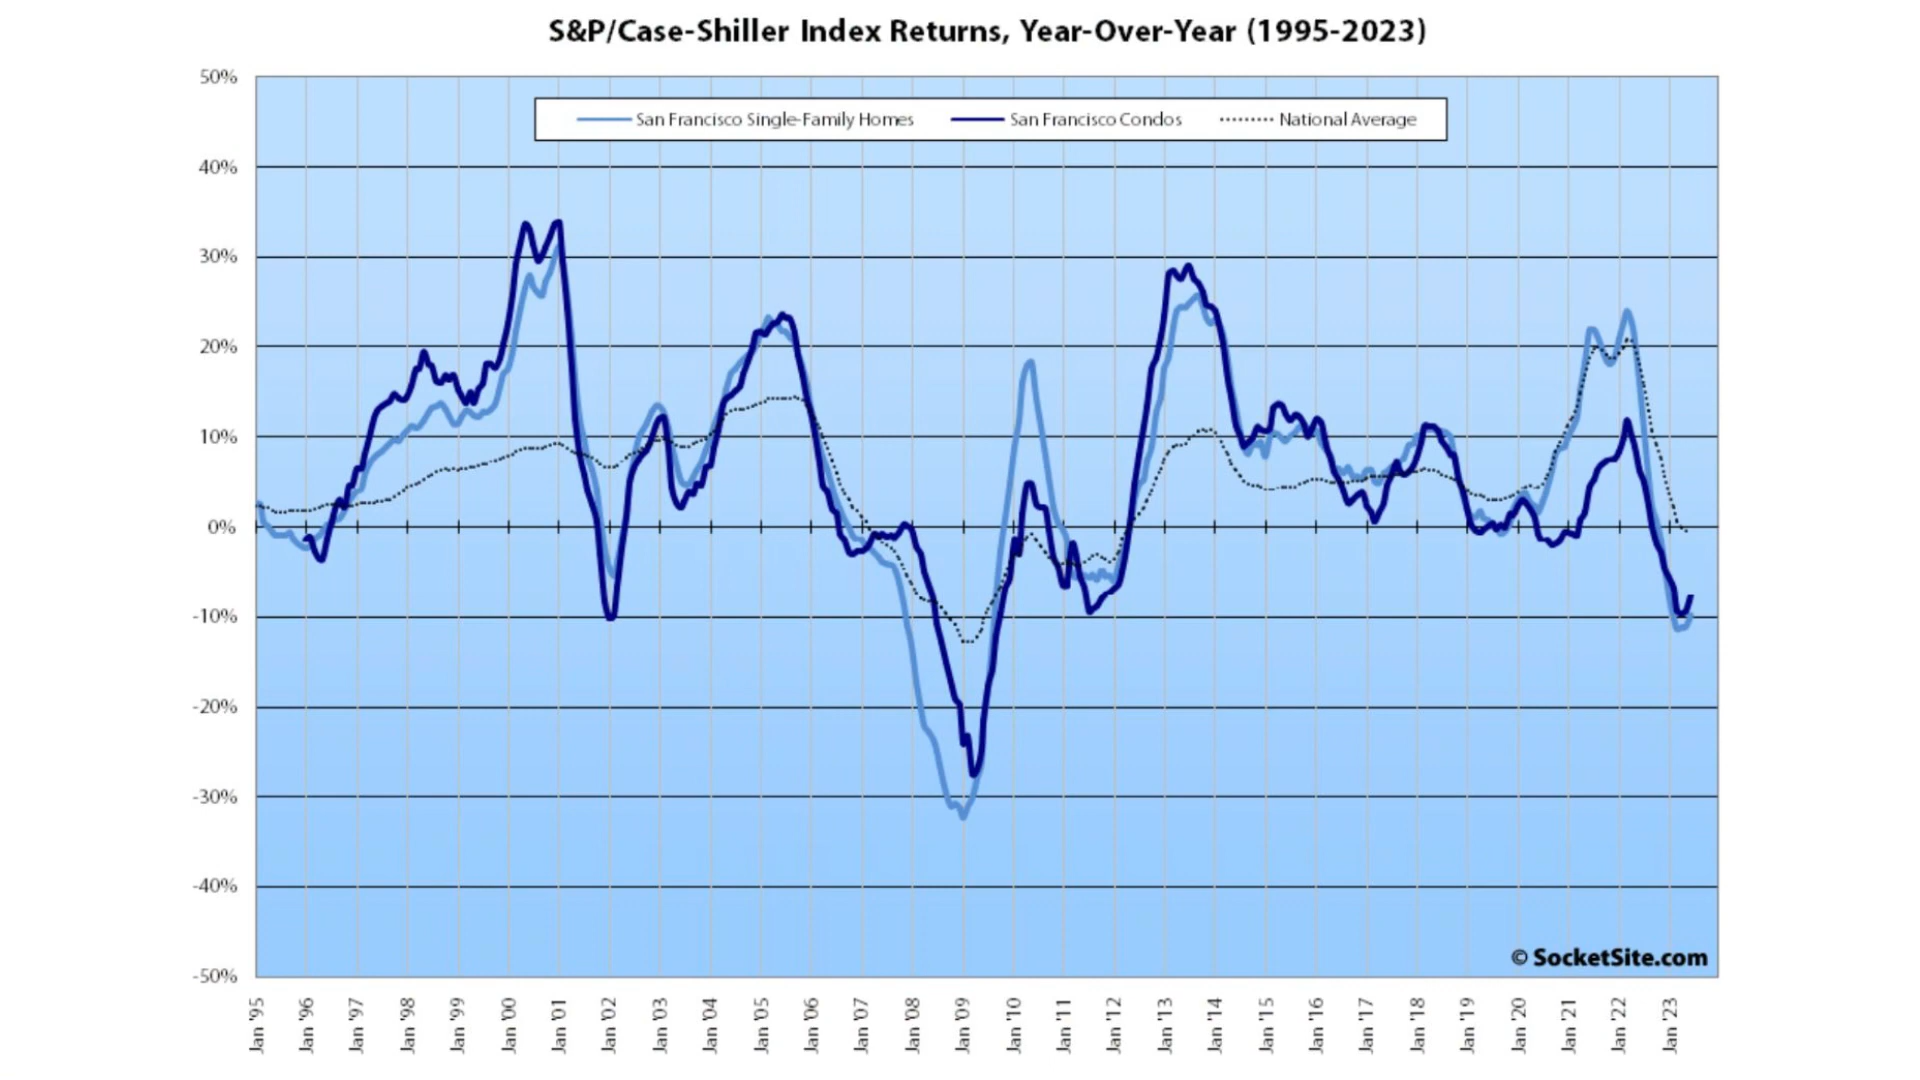 S&P/Case-Shiller Index Returns, Year-Over-Year (1995-2023)
San Francisco Single-Family Homes San Francisco Condos National Average
50%
40%
30%
20%
10%
0%
-10%
-20%
-30%
-40%
-50%
© SocketSite.com
Jan '95
Jan '96
Jan '97
Jan '98
Jan '99
Jan '00
Jan '01
Jan '02
Jan '03
Jan '04
Jan '05
Jan '06
Jan '07
Jan '08
Jan '09
Jan '10
Jan '11
Jan '12
Jan '13
Jan '14
Jan '15
Jan '16
Jan '17
Jan '18
Jan '19
Jan '20
Jan '21
Jan '22
Jan '23